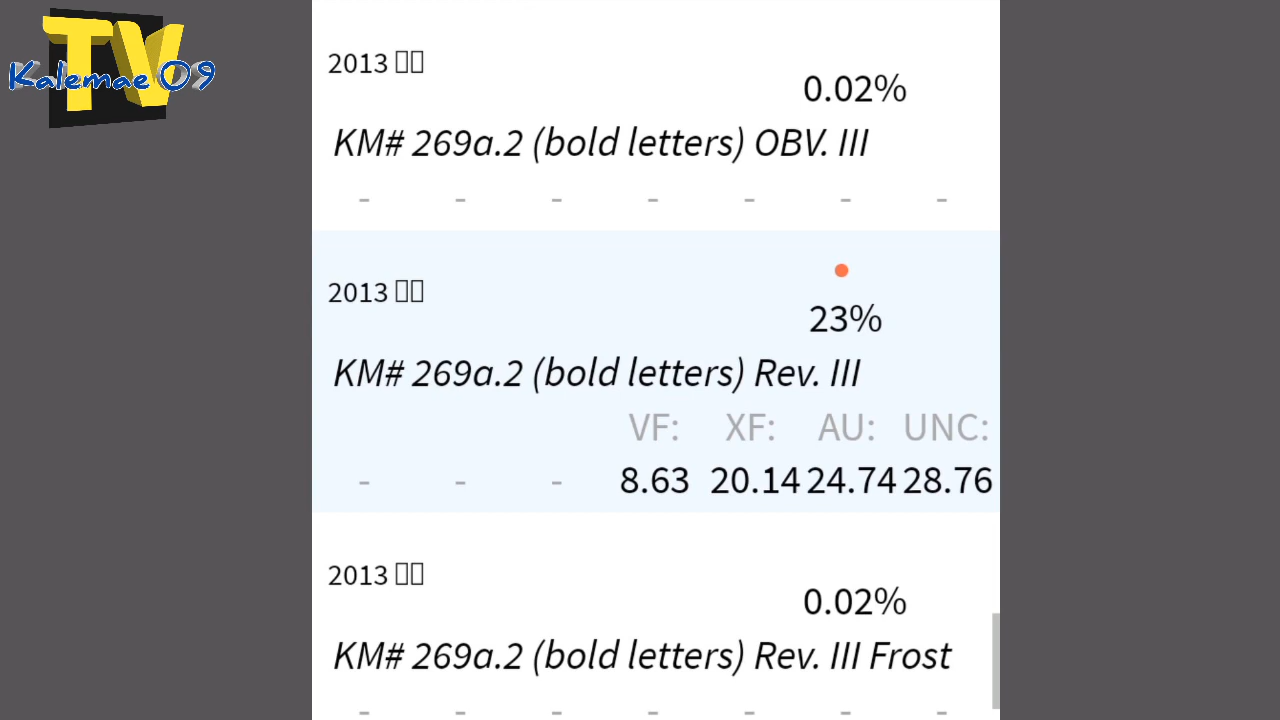 TV
Kalemae 09
2013
0.02%
KM# 269a.2 (bold letters) OBV. III
- - - - - - -
2013
23%
KM# 269a.2 (bold letters) Rev. III
VF: XF: AU: UNC:
- - - 8.63 20.14 24.74 28.76
2013
0.02%
KM# 269a.2 (bold letters) Rev. III Frost
- - - - - - -